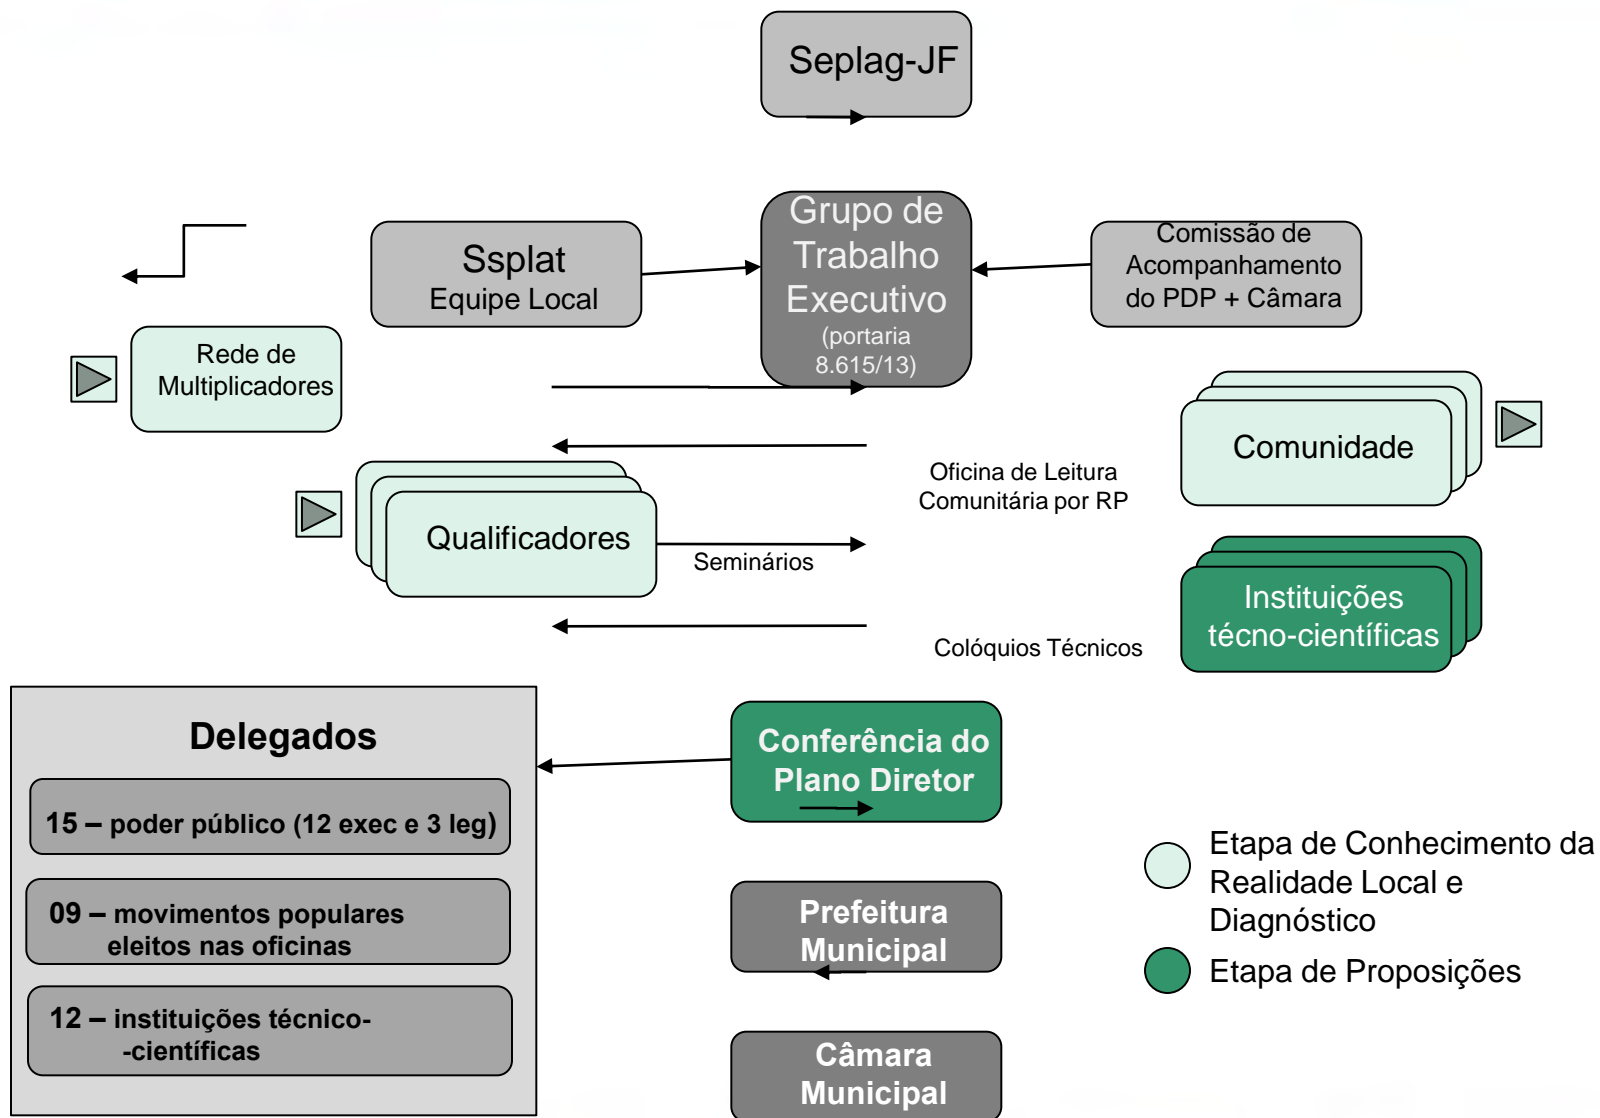 Seplag-JF
Ssplat
Equipe Local
Grupo de
Trabalho
Executivo
(portaria
8.615/13)
Comissão de
Acompanhamento
do PDP + Câmara
Rede de
Multiplicadores
Comunidade
Oficina de Leitura
Comunitária por RP
Qualificadores
Seminários
Instituições
técno-científicas
Colóquios Técnicos
Delegados
15 – poder público (12 exec e 3 leg)
09 – movimentos populares
eleitos nas oficinas
12 – instituições técnico-
-científicas
Conferência do
Plano Diretor
Prefeitura
Municipal
Câmara
Municipal
Etapa de Conhecimento da
Realidade Local e
Diagnóstico
Etapa de Proposições